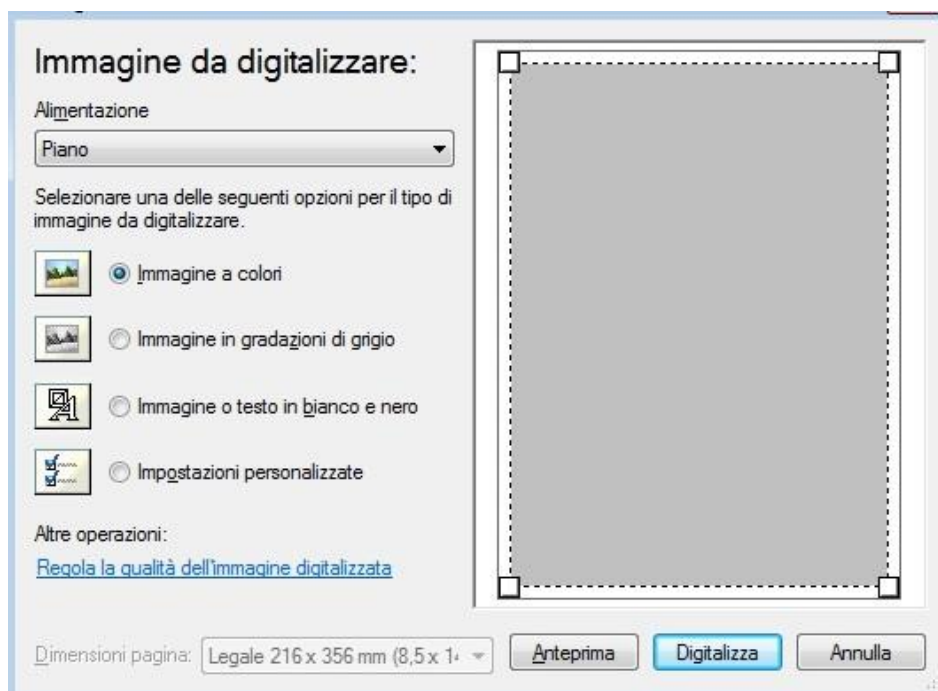 Immagine da digitalizzare:
Alimentazione
Piano
Selezionare una delle seguenti opzioni per il tipo di
immagine da digitalizzare.
Immagine a colori
Immagine in gradazioni di grigio
Immagine o testo in bianco e nero
Impostazioni personalizzate
Altre operazioni:
Regola la qualità dell'immagine digitalizzata
Dimensioni pagina: Legale 216 x 356 mm (8,5 x 14 Anteprima Digitalizza Annulla